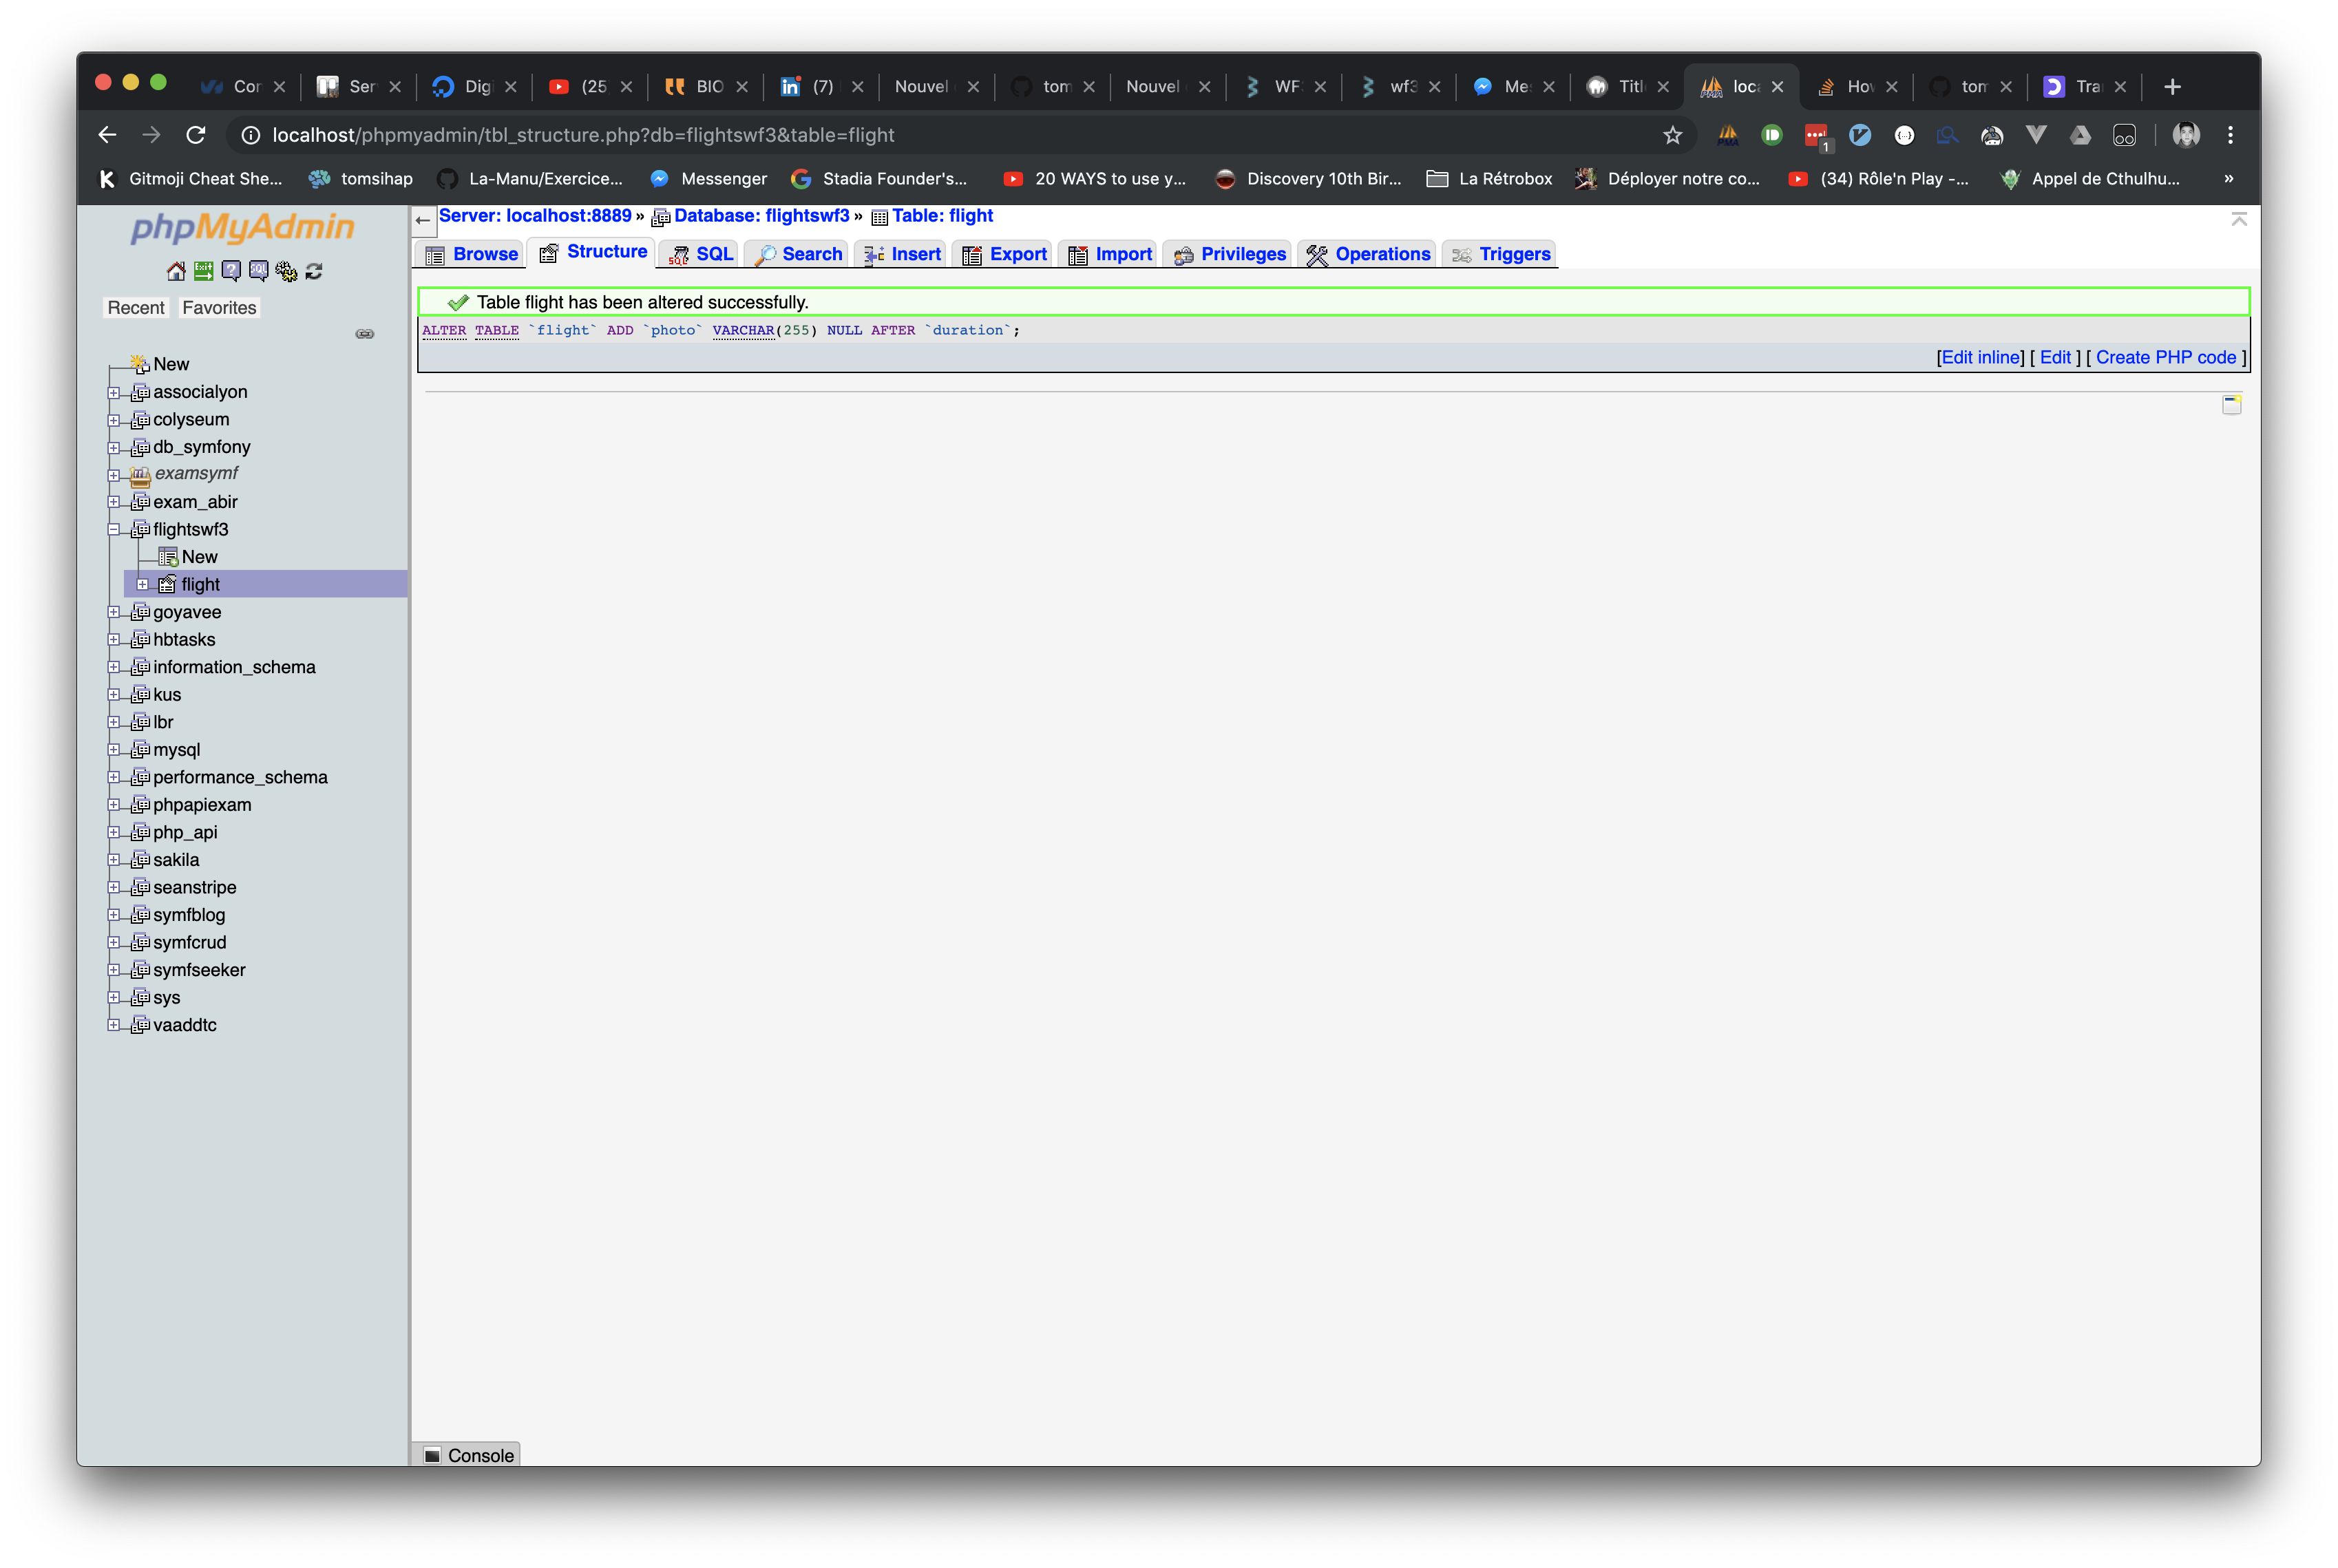 Cor Ser Digi (25 BIO (7) Nouvel tom Nouvel WF wf3 Me Titl loca How tom Tra
localhost/phpmyadmin/tbl_structure.php?db=flightswf3&table=flight
1
Gitmoji Cheat She... tomsihap La-Manu/Exercice... Messenger Stadia Founder's... 20 WAYS to use y... Discovery 10th Bir... La Rétrobox Déployer notre co... (34) Rôle'n Play -... Appel de Cthulhu... »
phpMyAdmin
Recent Favorites
New
associalyon
colyseum
db_symfony
examsymf
exam_abir
flightswf3
New
flight
goyavee
hbtasks
information_schema
kus
lbr
mysql
performance_schema
phpapiexam
php_api
sakila
seanstripe
symfblog
symfcrud
symfseeker
sys
vaaddtc
Server: localhost:8889 » Database: flightswf3 » Table: flight
Browse Structure SQL Search Insert Export Import Privileges Operations Triggers
Table flight has been altered successfully.
ALTER TABLE `flight` ADD `photo` VARCHAR(255) NULL AFTER `duration`;
[Edit inline] [ Edit ] [ Create PHP code ]
Console